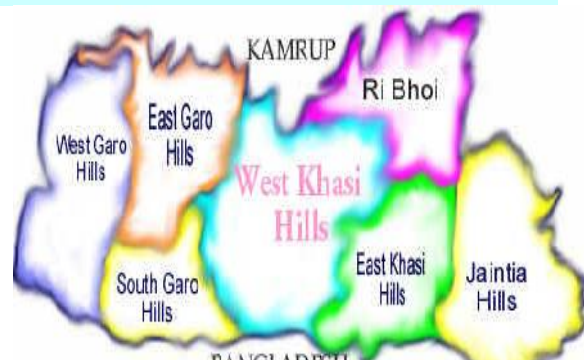 KAMRUP
Ri Bhoi
East Garo
Hills
West Garo
Hills
West Khasi
Hills
East Khasi
Hills
Jaintia
Hills
South Garo
Hills
BANGLADESH